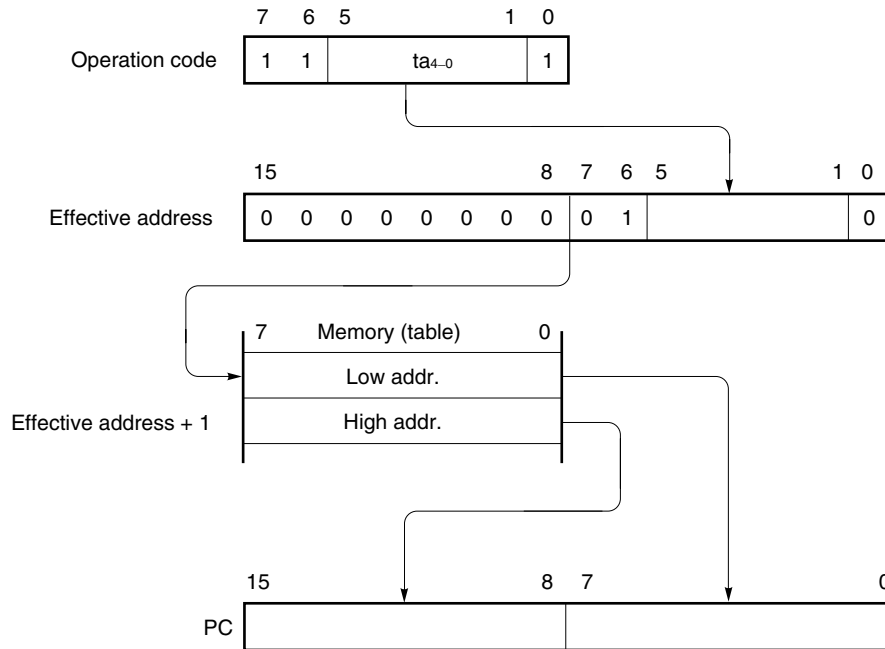 7 6 5 1 0
Operation code 1 1 ta4–0 1
15 8 7 6 5 1 0
Effective address 0 0 0 0 0 0 0 0 0 1 0
7 Memory (table) 0
Low addr.
Effective address + 1 High addr.
15 8 7 0
PC